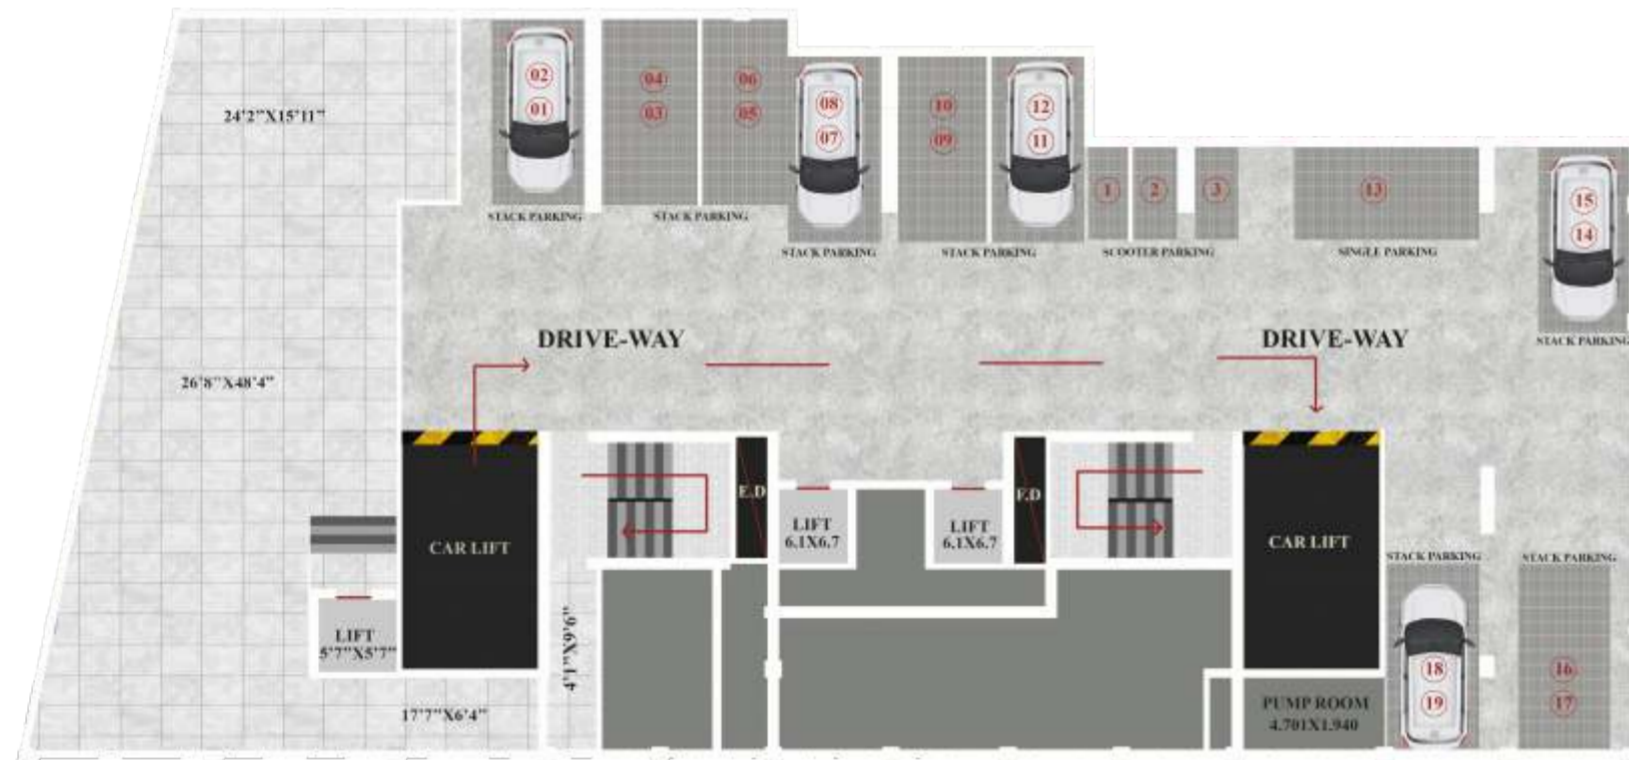 24'2"X15'11"
02
01
STACK PARKING
04
03
06
05
STACK PARKING
08
07
STACK PARKING
10
09
12
11
STACK PARKING
1
2
3
SCOOTER PARKING
13
SINGLE PARKING
15
14
STACK PARKING
DRIVE-WAY
DRIVE-WAY
26'8"X48'4"
CAR LIFT
E.D
LIFT
6.1X6.7
LIFT
6.1X6.7
F.D
CAR LIFT
STACK PARKING
STACK PARKING
LIFT
5'7"X5'7"
4'1"X9'6"
17'7"X6'4"
PUMP ROOM
4.701X1.940
18
19
16
17